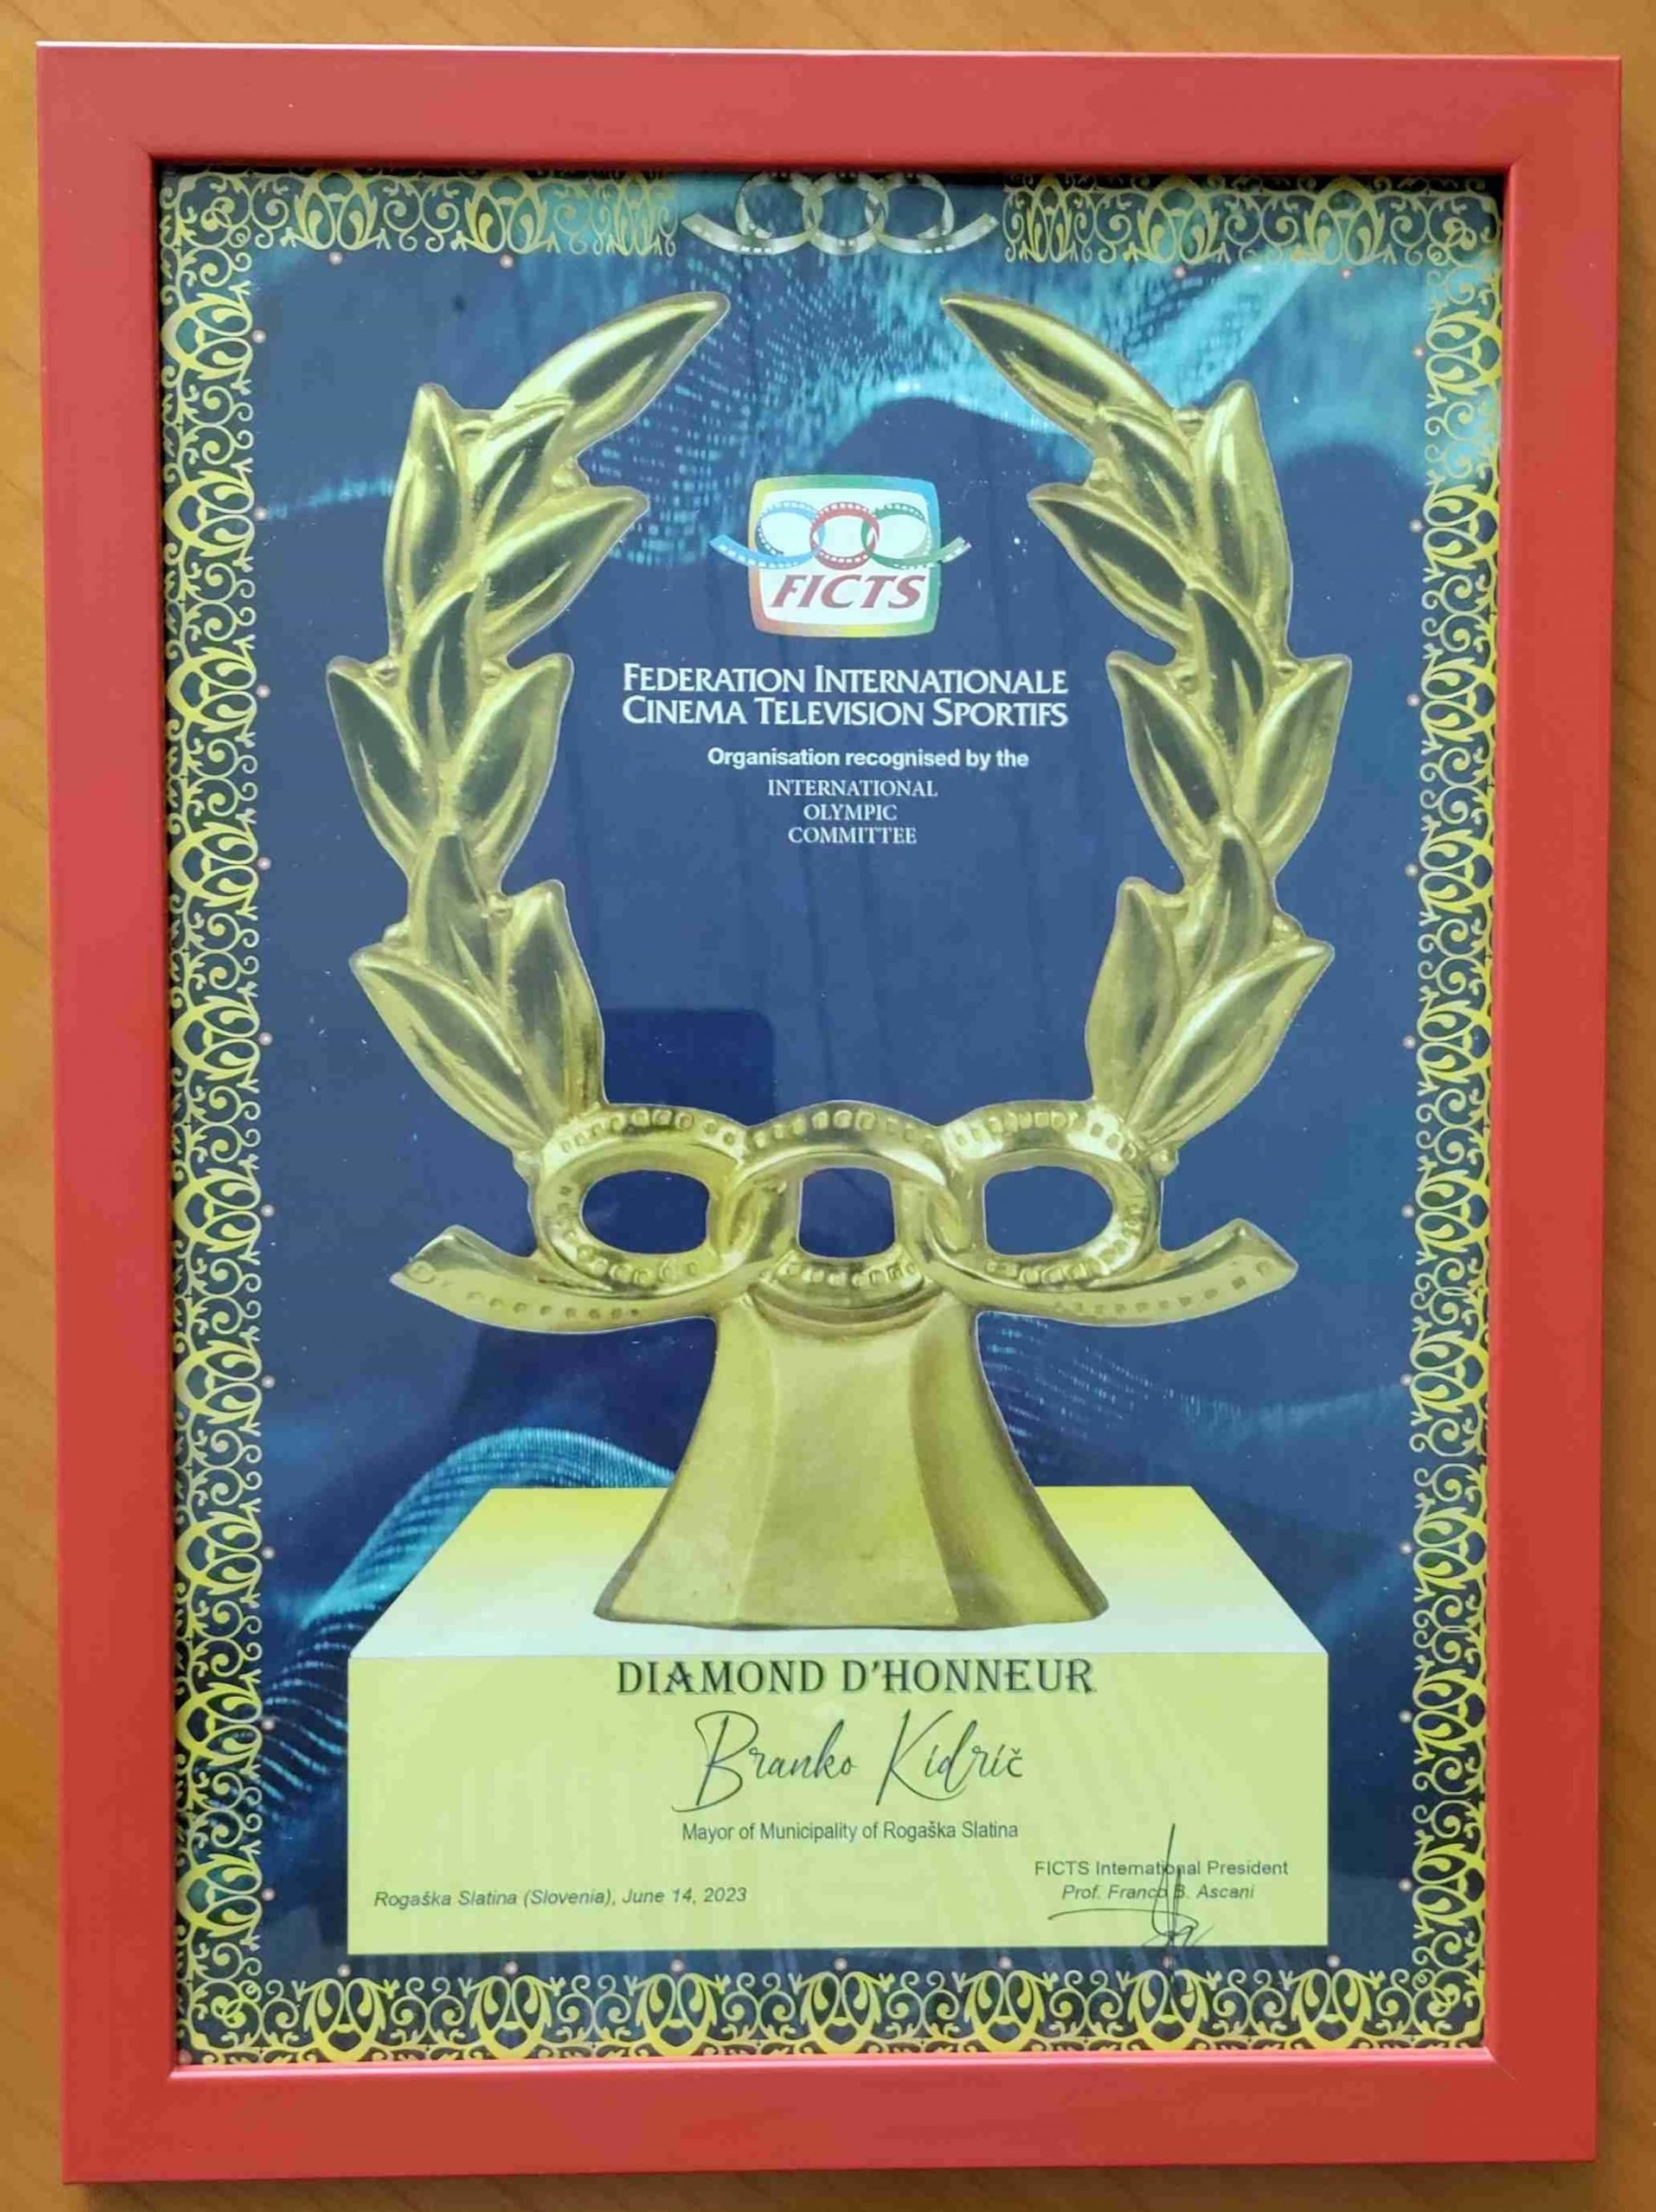 FICTS
FEDERATION INTERNATIONALE
CINEMA TELEVISION SPORTIFS
Organisation recognised by the
INTERNATIONAL
OLYMPIC
COMMITTEE
DIAMOND D'HONNEUR
Branko Kidrič
Mayor of Municipality of Rogaška Slatina
FICTS International President
Prof. Franco B. Ascani
Rogaška Slatina (Slovenia), June 14, 2023